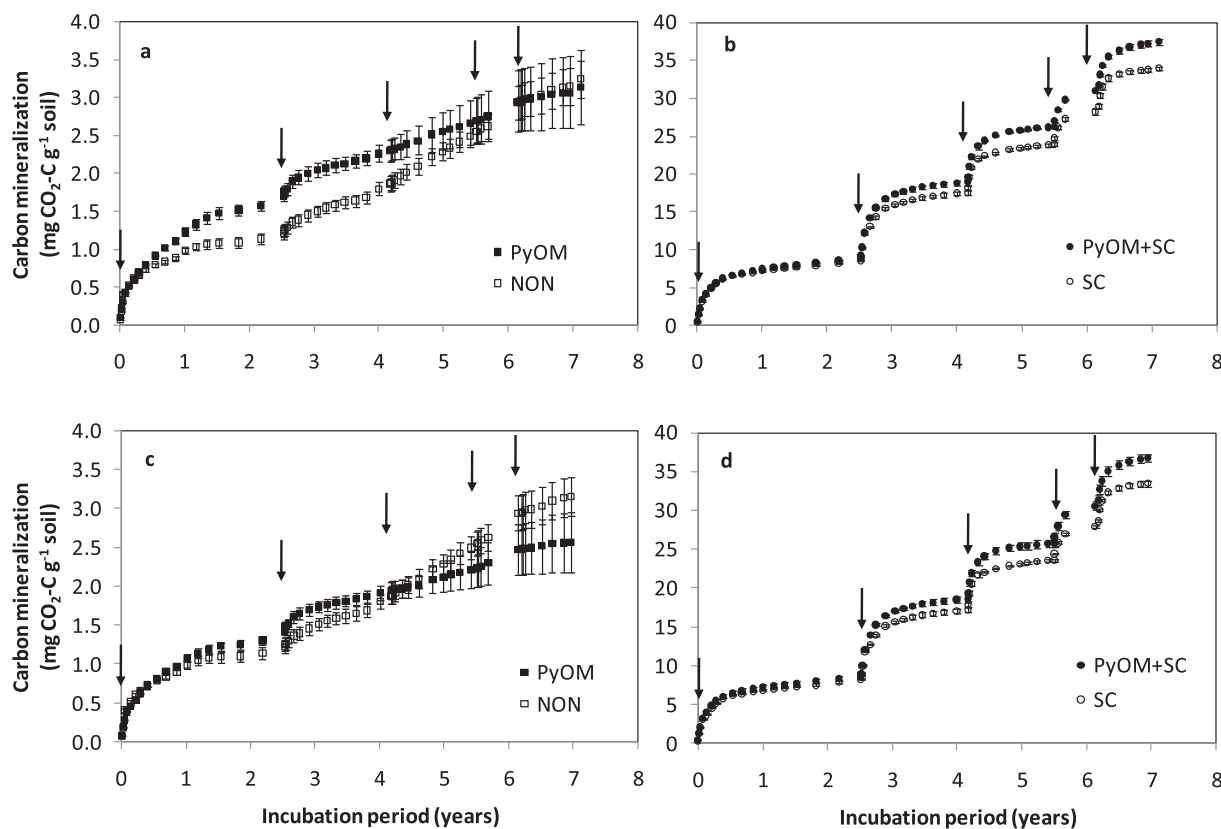 Carbon mineralization
(mg CO₂-C g⁻¹ soil)
4.0
3.5
3.0
2.5
2.0
1.5
1.0
0.5
0.0
a
PyOM
NON
0 1 2 3 4 5 6 7 8
40
35
30
25
20
15
10
5
0
b
PyOM+SC
SC
0 1 2 3 4 5 6 7 8
Carbon mineralization
(mg CO₂-C g⁻¹ soil)
4.0
3.5
3.0
2.5
2.0
1.5
1.0
0.5
0.0
c
PyOM
NON
0 1 2 3 4 5 6 7 8
Incubation period (years)
40
35
30
25
20
15
10
5
0
d
PyOM+SC
SC
0 1 2 3 4 5 6 7 8
Incubation period (years)